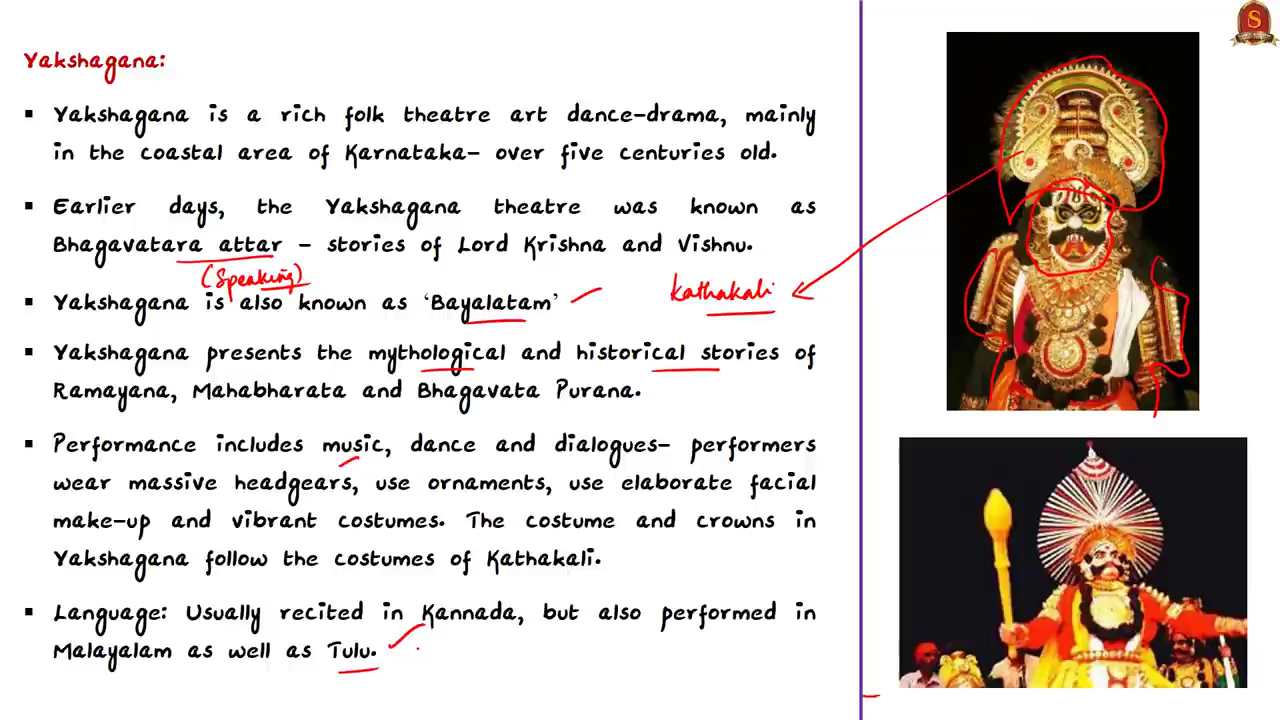 Yakshagana:
▪ Yakshagana is a rich folk theatre art dance-drama, mainly
in the coastal area of Karnataka- over five centuries old.
▪ Earlier days, the Yakshagana theatre was known as
Bhagavatara attar - stories of Lord Krishna and Vishnu.
(Speaking)
▪ Yakshagana is also known as ‘Bayalatam’
Kathakali
▪ Yakshagana presents the mythological and historical stories of
Ramayana, Mahabharata and Bhagavata Purana.
▪ Performance includes music, dance and dialogues- performers
wear massive headgears, use ornaments, use elaborate facial
make-up and vibrant costumes. The costume and crowns in
Yakshagana follow the costumes of Kathakali.
▪ Language: Usually recited in Kannada, but also performed in
Malayalam as well as Tulu.
S